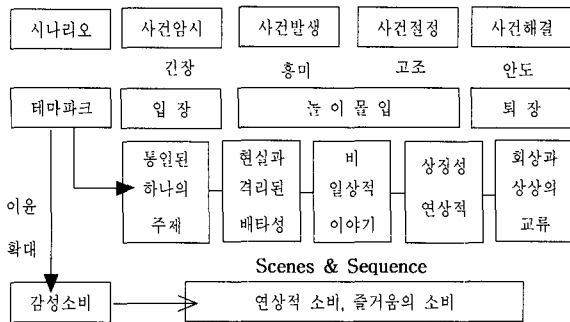 시나리오 사건암시 사건발생 사건절정 사건해결
긴장 흥미 고조 안도
테마파크 입장 놀이몰입 퇴장
통일된 현실과 비 상징성 회상과
하나의 격리된 일상적 연상적 상상의
주제 배타성 이야기 교류
이윤
확대
Scenes & Sequence
감성소비 연상적 소비, 즐거움의 소비